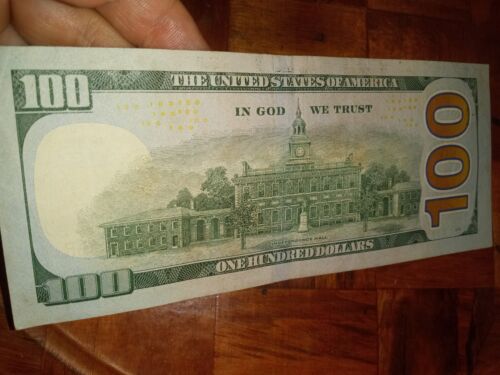 100
THE UNITED STATES OF AMERICA
IN GOD WE TRUST
100
100
ONE HUNDRED DOLLARS